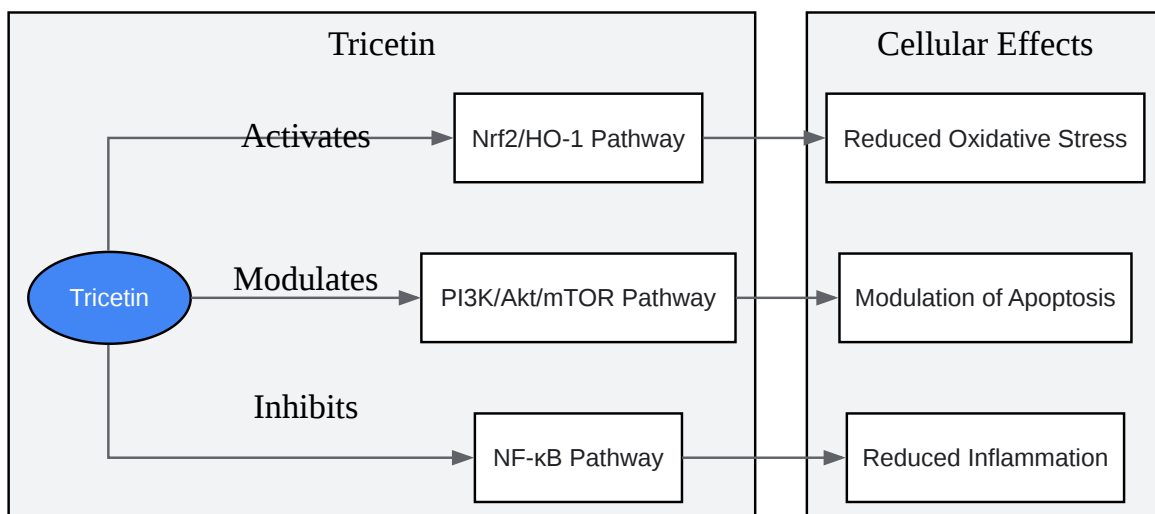 Tricetin
Cellular Effects
Activates
Nrf2/HO-1 Pathway
Reduced Oxidative Stress
Tricetin
Modulates
PI3K/Akt/mTOR Pathway
Modulation of Apoptosis
Inhibits
NF-κB Pathway
Reduced Inflammation